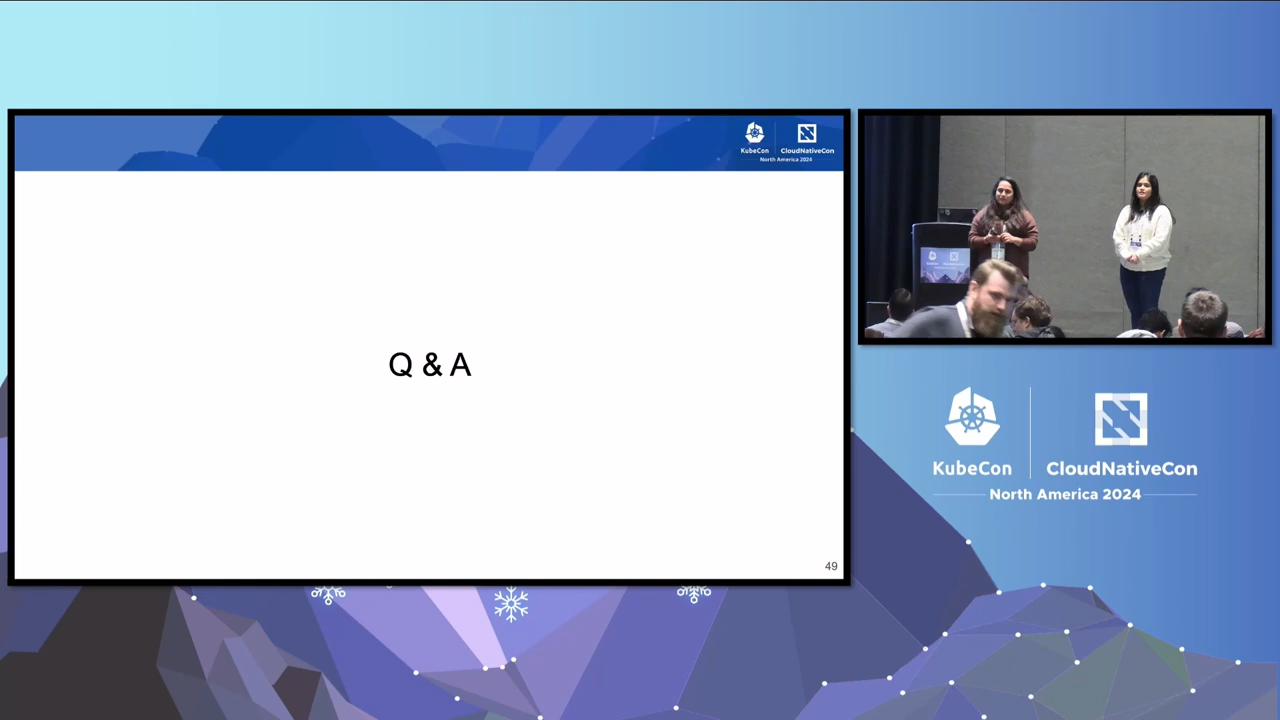 KubeCon
CloudNativeCon
North America 2024
Q & A
49
KubeCon
CloudNativeCon
North America 2024